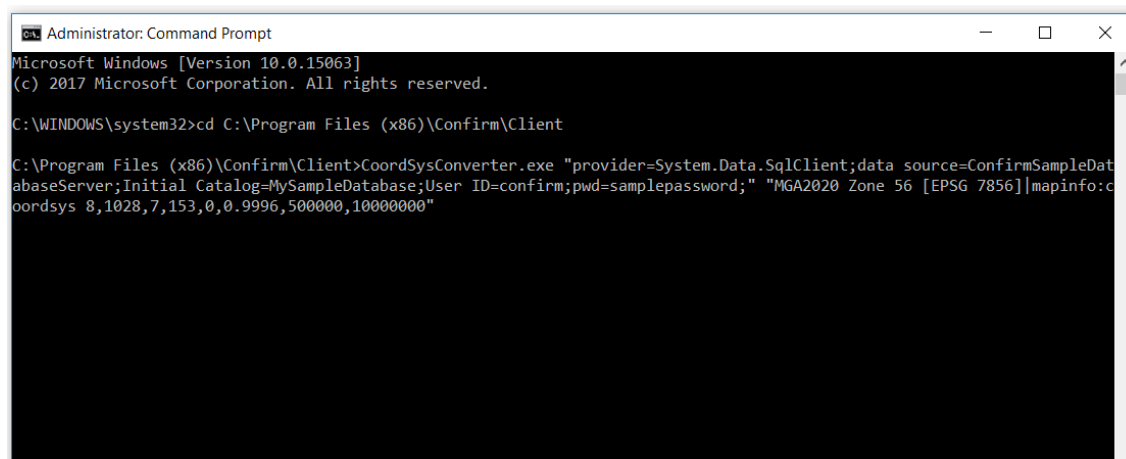 Administrator: Command Prompt
Microsoft Windows [Version 10.0.15063]
(c) 2017 Microsoft Corporation. All rights reserved.
C:\WINDOWS\system32>cd C:\Program Files (x86)\Confirm\Client
C:\Program Files (x86)\Confirm\Client>CoordSysConverter.exe "provider=System.Data.SqlClient;data source=ConfirmSampleDat
abaseServer;Initial Catalog=MySampleDatabase;User ID=confirm;pwd=samplepassword;" "MGA2020 Zone 56 [EPSG 7856]|mapinfo:c
oordsys 8,1028,7,153,0,0.9996,500000,10000000"